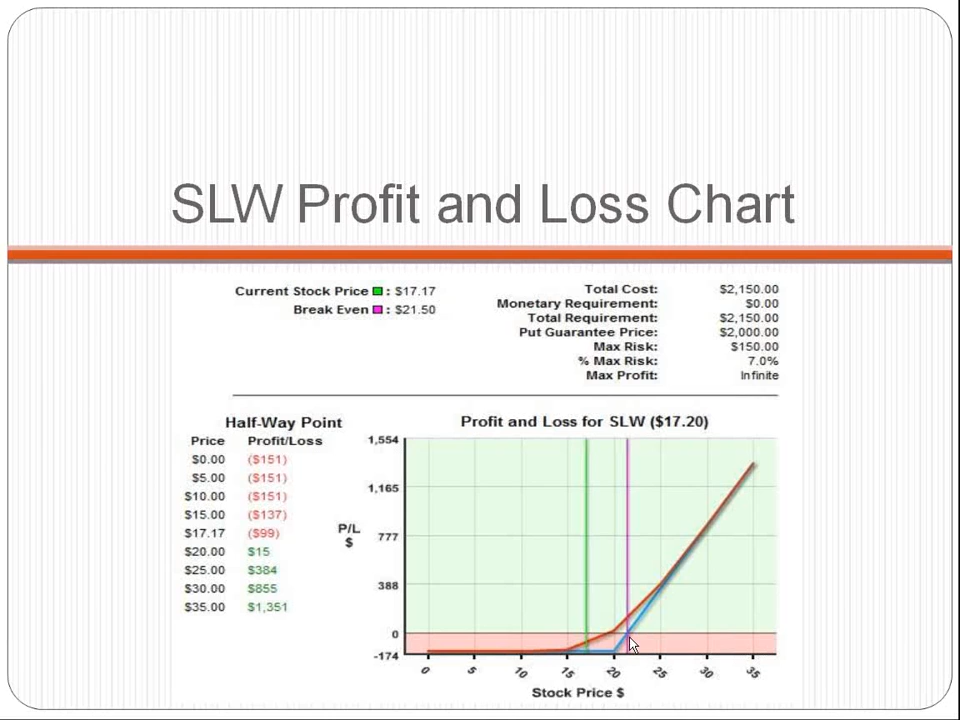 SLW Profit and Loss Chart
Current Stock Price : $17.17
Break Even : $21.50
Total Cost: $2,150.00
Monetary Requirement: $0.00
Total Requirement: $2,150.00
Put Guarantee Price: $2,000.00
Max Risk: $150.00
% Max Risk: 7.0%
Max Profit: Infinite
Half-Way Point
Price Profit/Loss
$0.00 ($151)
$5.00 ($151)
$10.00 ($151)
$15.00 ($137)
$17.17 ($99)
$20.00 $15
$25.00 $384
$30.00 $855
$35.00 $1,351
Profit and Loss for SLW ($17.20)
P/L
$
1,554
1,165
777
388
0
-174
0 5 10 15 20 25 30 35
Stock Price $